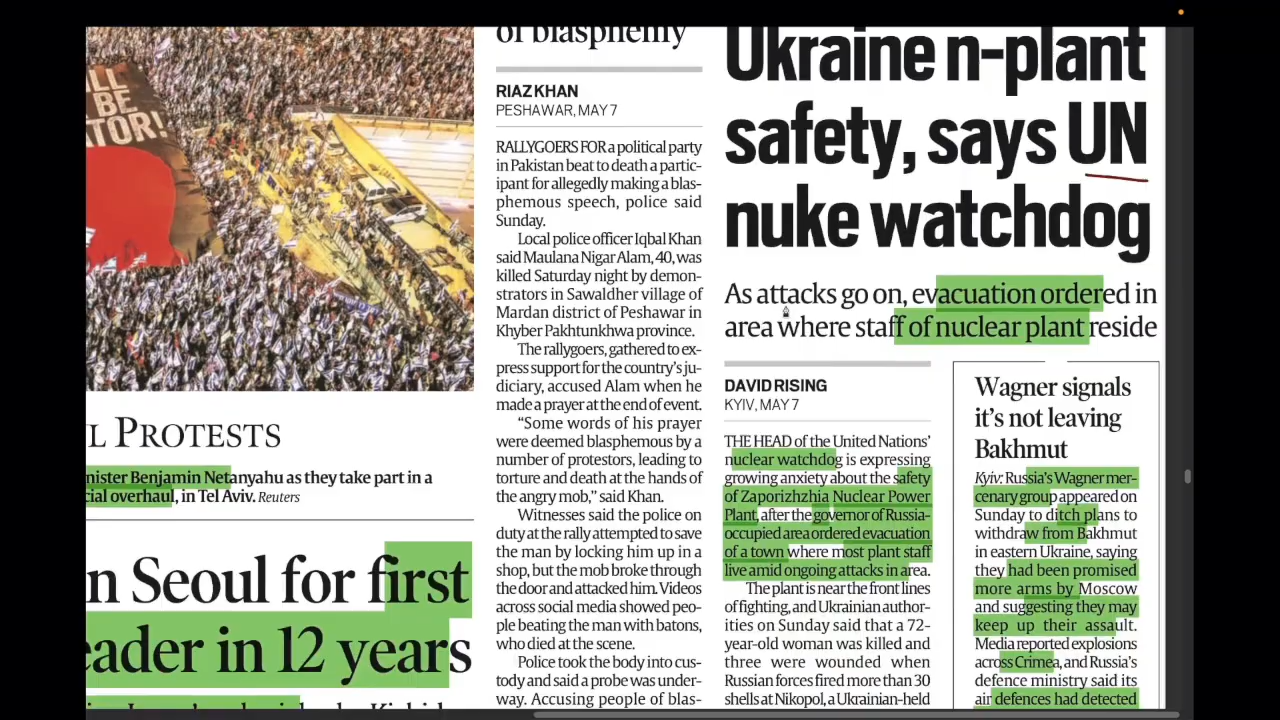 ILL
BE
ATOR!
L PROTESTS
nister Benjamin Netanyahu as they take part in a
cial overhaul, in Tel Aviv. Reuters
n Seoul for first
eader in 12 years
of blasphemy
RIAZ KHAN
PESHAWAR, MAY 7
RALLYGOERS FOR a political party
in Pakistan beat to death a partic-
ipant for allegedly making a blas-
phemous speech, police said
Sunday.
Local police officer Iqbal Khan
said Maulana Nigar Alam, 40, was
killed Saturday night by demon-
strators in Sawaldher village of
Mardan district of Peshawar in
Khyber Pakhtunkhwa province.
The rallygoers, gathered to ex-
press support for the country's ju-
diciary, accused Alam when he
made a prayer at the end of event.
"Some words of his prayer
were deemed blasphemous by a
number of protestors, leading to
torture and death at the hands of
the angry mob," said Khan.
Witnesses said the police on
duty at the rally attempted to save
the man by locking him up in a
shop, but the mob broke through
the door and attacked him. Videos
across social media showed peo-
ple beating the man with batons,
who died at the scene.
Police took the body into cus-
tody and said a probe was under-
way. Accusing people of blas-
Ukraine n-plant
safety, says UN
nuke watchdog
As attacks go on, evacuation ordered in
area where staff of nuclear plant reside
DAVID RISING
KYIV, MAY 7
THE HEAD of the United Nations'
nuclear watchdog is expressing
growing anxiety about the safety
of Zaporizhzhia Nuclear Power
Plant, after the governor of Russia-
occupied area ordered evacuation
of a town where most plant staff
live amid ongoing attacks in area.
The plant is near the front lines
of fighting, and Ukrainian author-
ities on Sunday said that a 72-
year-old woman was killed and
three were wounded when
Russian forces fired more than 30
shells at Nikopol, a Ukrainian-held
Wagner signals
it's not leaving
Bakhmut
Kyiv: Russia's Wagner mer-
cenary group appeared on
Sunday to ditch plans to
withdraw from Bakhmut
in eastern Ukraine, saying
they had been promised
more arms by Moscow
and suggesting they may
keep up their assault.
Media reported explosions
across Crimea, and Russia's
defence ministry said its
air defences had detected